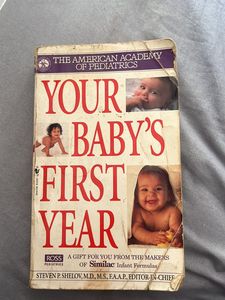 THE AMERICAN ACADEMY
OF PEDIATRICS
YOUR
BABY'S
FIRST
YEAR
ROSS
PEDIATRICS
A GIFT FOR YOU FROM THE MAKERS
OF Similac Infant Formulas
STEVEN P. SHELOV, M.D., M.S., F.A.A.P., EDITOR-IN-CHIEF